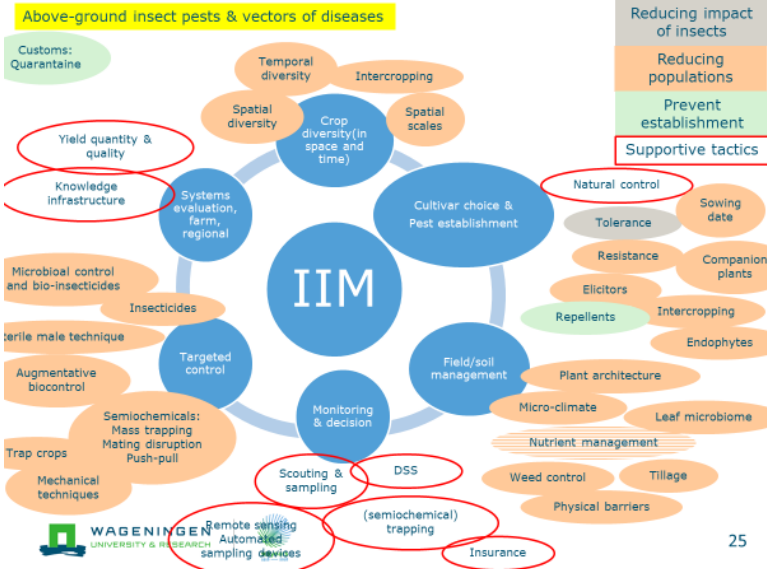 Above-ground insect pests & vectors of diseases
Reducing impact
of insects
Reducing
populations
Prevent
establishment
Supportive tactics
Customs:
Quarantaine
Temporal
diversity
Intercropping
Spatial
diversity
Spatial
scales
Crop
diversity(in
space and
time)
Yield quantity &
quality
Knowledge
infrastructure
Systems
evaluation,
farm,
regional
Cultivar choice &
Pest establishment
Natural control
Sowing
date
Tolerance
Resistance
Companion
plants
Elicitors
Repellents
Intercropping
Endophytes
IIM
Microbioal control
and bio-insecticides
Insecticides
terile male technique
Augmentative
biocontrol
Targeted
control
Semiochemicals:
Mass trapping
Mating disruption
Push-pull
Trap crops
Mechanical
techniques
Field/soil
management
Plant architecture
Micro-climate
Leaf microbiome
Nutrient management
Weed control
Tillage
Physical barriers
Monitoring
& decision
Scouting &
sampling
DSS
(semiochemical)
trapping
Remote sensing
Automated
sampling devices
Insurance
WAGENINGEN
UNIVERSITY & RESEARCH
25